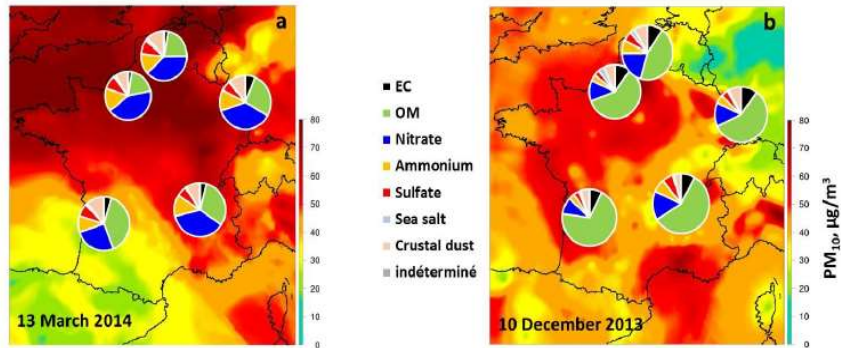 a
80
70
60
50
40
30
20
10
0
13 March 2014
EC
OM
Nitrate
Ammonium
Sulfate
Sea salt
Crustal dust
indéterminé
b
80
70
60
50
40
30
20
10
0
PM10, µg/m³
10 December 2013